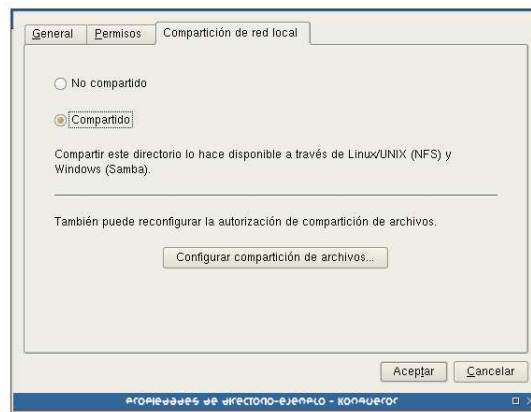 General Permisos Compartición de red local
No compartido
Compartido
Compartir este directorio lo hace disponible a través de Linux/UNIX (NFS) y
Windows (Samba).
También puede reconfigurar la autorización de compartición de archivos.
Configurar compartición de archivos...
Aceptar Cancelar
Propiedades de directorio-ejemplo - Konqueror